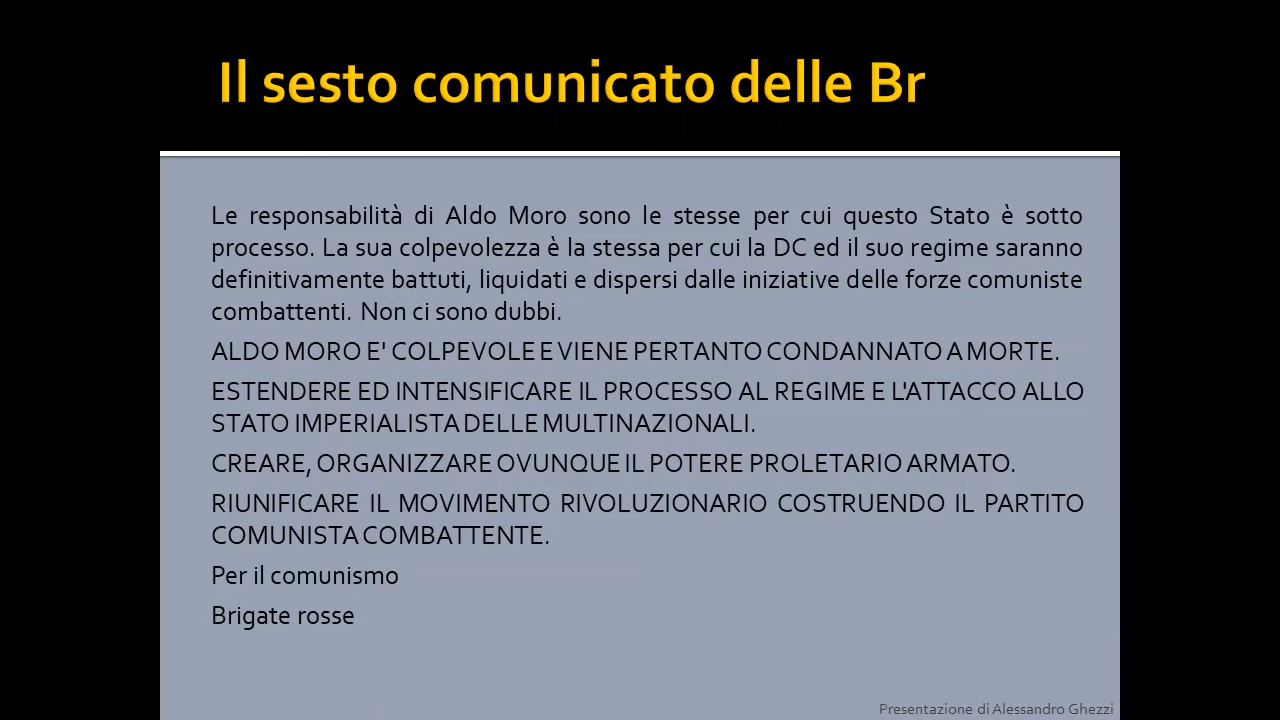 Il sesto comunicato delle Br
Le responsabilità di Aldo Moro sono le stesse per cui questo Stato è sotto
processo. La sua colpevolezza è la stessa per cui la DC ed il suo regime saranno
definitivamente battuti, liquidati e dispersi dalle iniziative delle forze comuniste
combattenti. Non ci sono dubbi.
ALDO MORO E' COLPEVOLE E VIENE PERTANTO CONDANNATO A MORTE.
ESTENDERE ED INTENSIFICARE IL PROCESSO AL REGIME E L'ATTACCO ALLO
STATO IMPERIALISTA DELLE MULTINAZIONALI.
CREARE, ORGANIZZARE OVUNQUE IL POTERE PROLETARIO ARMATO.
RIUNIFICARE IL MOVIMENTO RIVOLUZIONARIO COSTRUENDO IL PARTITO
COMUNISTA COMBATTENTE.
Per il comunismo
Brigate rosse
Presentazione di Alessandro Ghezzi